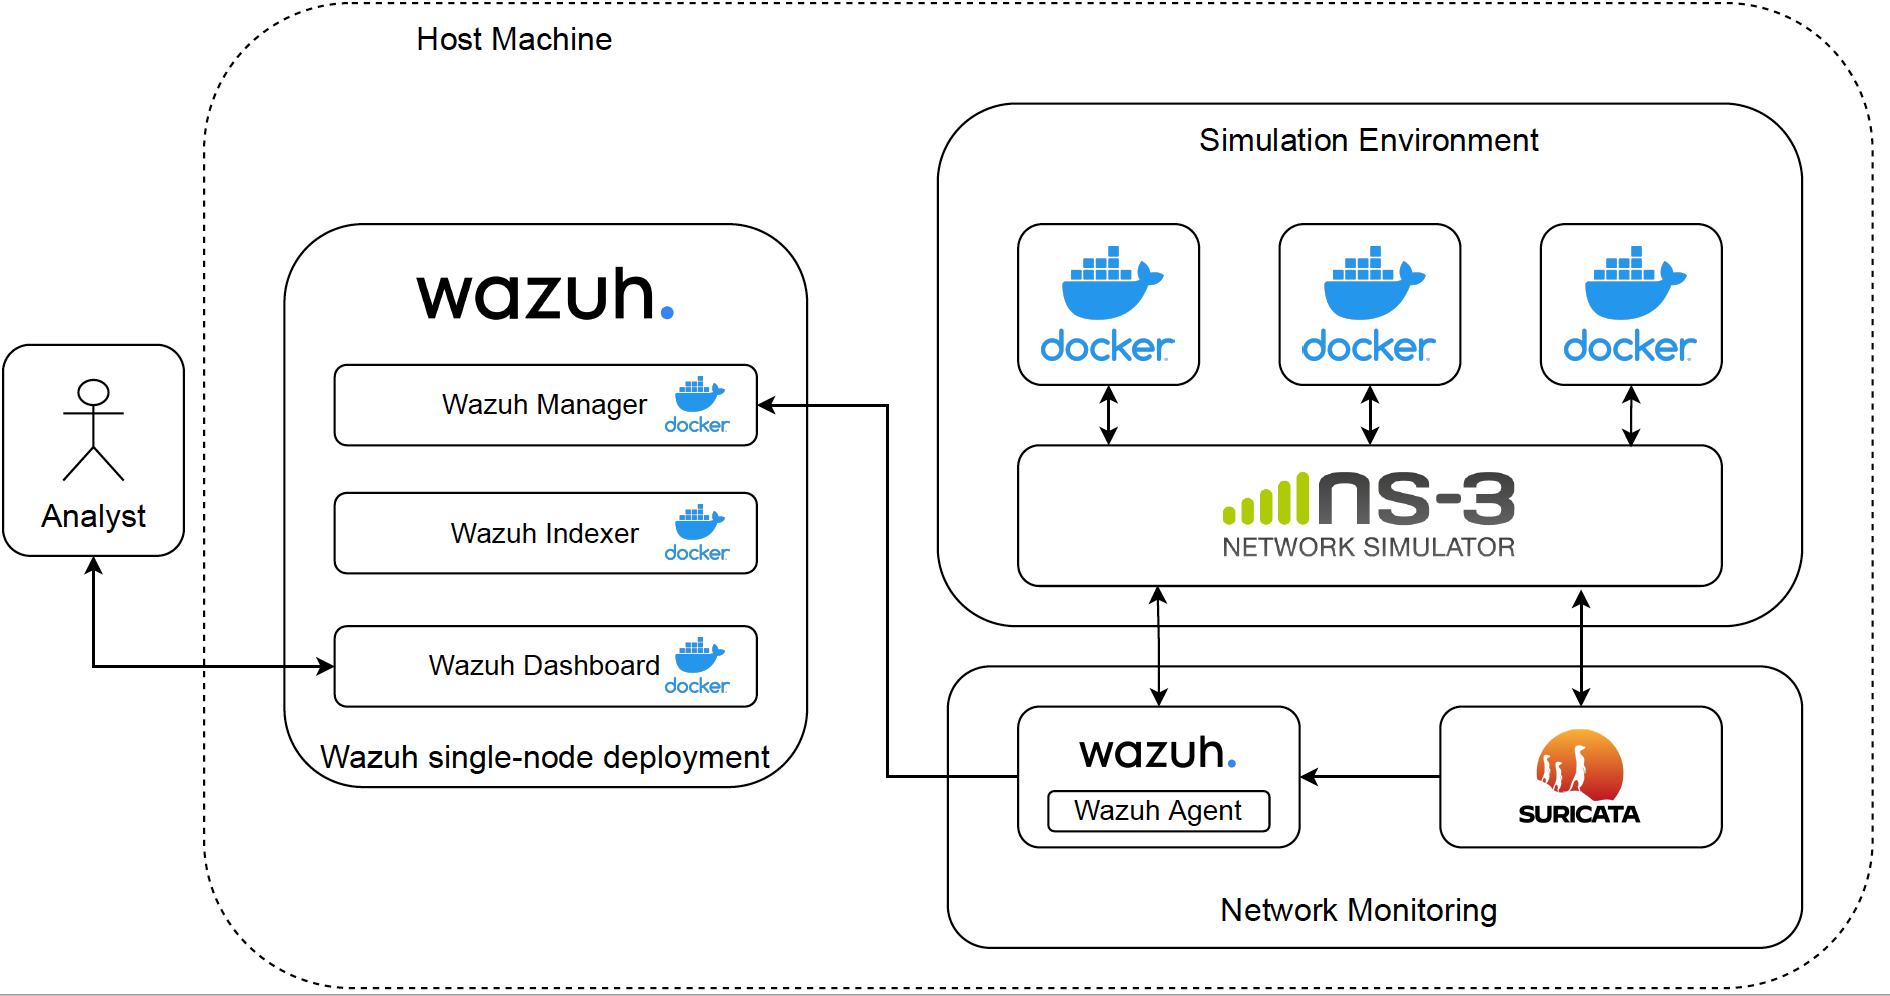 Host Machine
Simulation Environment
docker
docker
docker
wazuh.
Wazuh Manager
docker
Wazuh Indexer
docker
Wazuh Dashboard
docker
Wazuh single-node deployment
Analyst
ns-3
NETWORK SIMULATOR
wazuh.
Wazuh Agent
SURICATA
Network Monitoring